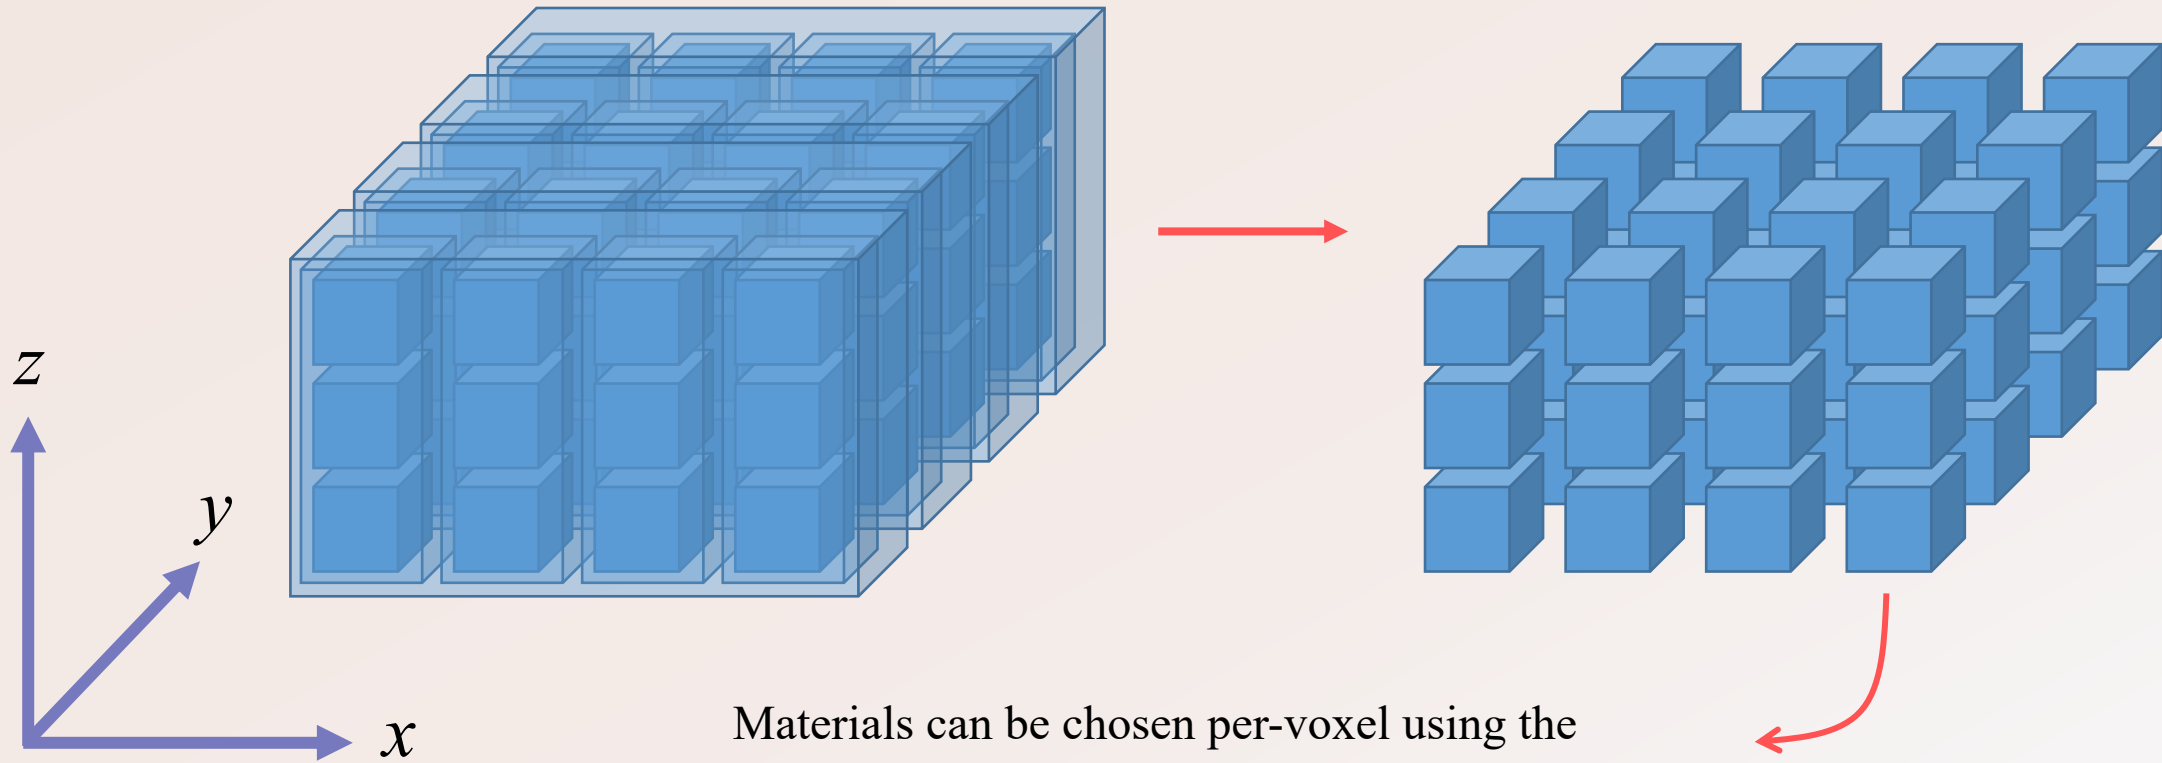 z
y
x
Materials can be chosen per-voxel using the